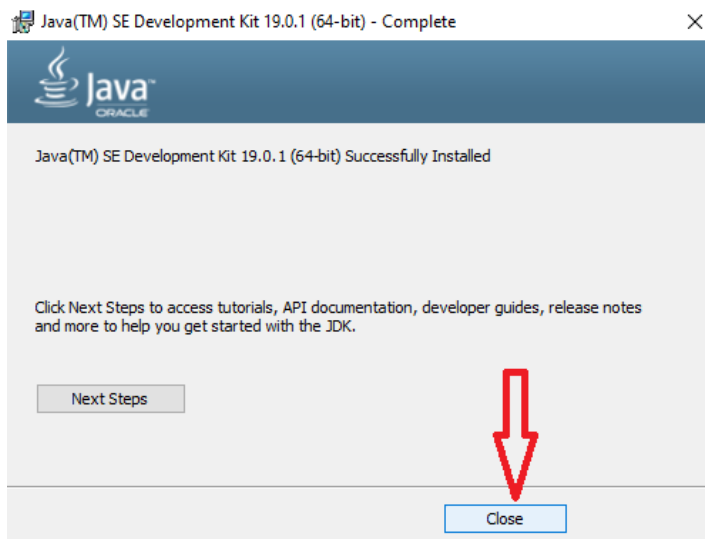 Java(TM) SE Development Kit 19.0.1 (64-bit) - Complete
Java™
ORACLE
Java(TM) SE Development Kit 19.0.1 (64-bit) Successfully Installed
Click Next Steps to access tutorials, API documentation, developer guides, release notes
and more to help you get started with the JDK.
Next Steps
Close